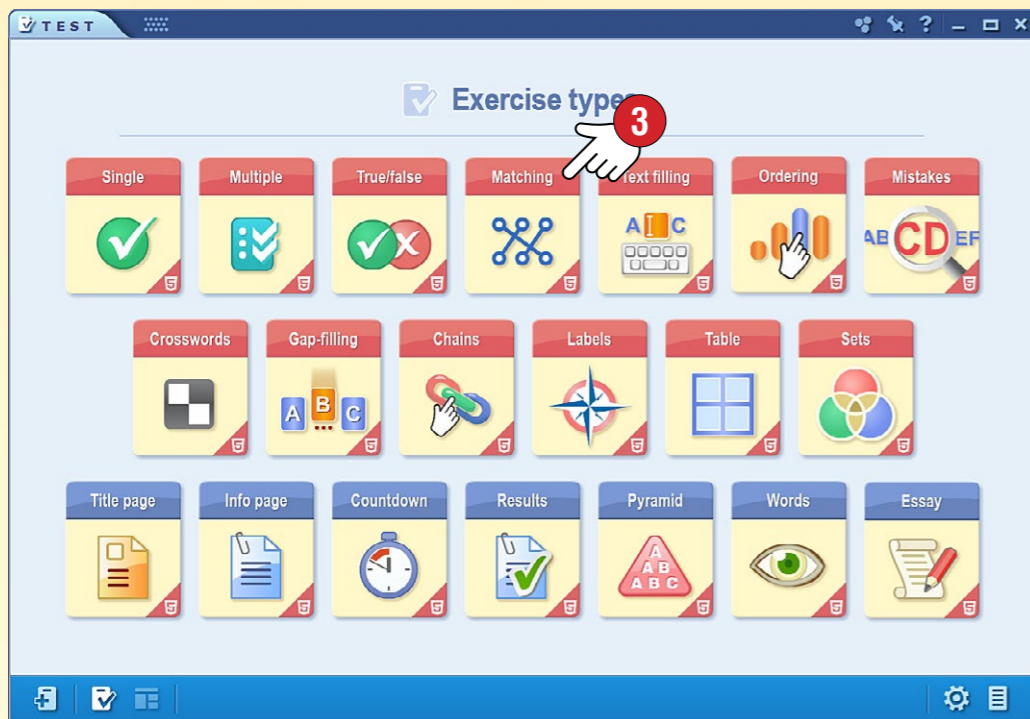 TEST
Exercise types
3
Single Multiple True/false Matching Text filling Ordering Mistakes
A I C
AB CD EF
Crosswords Gap-filling Chains Labels Table Sets
A B C
Title page Info page Countdown Results Pyramid Words Essay
A
A B
A B C